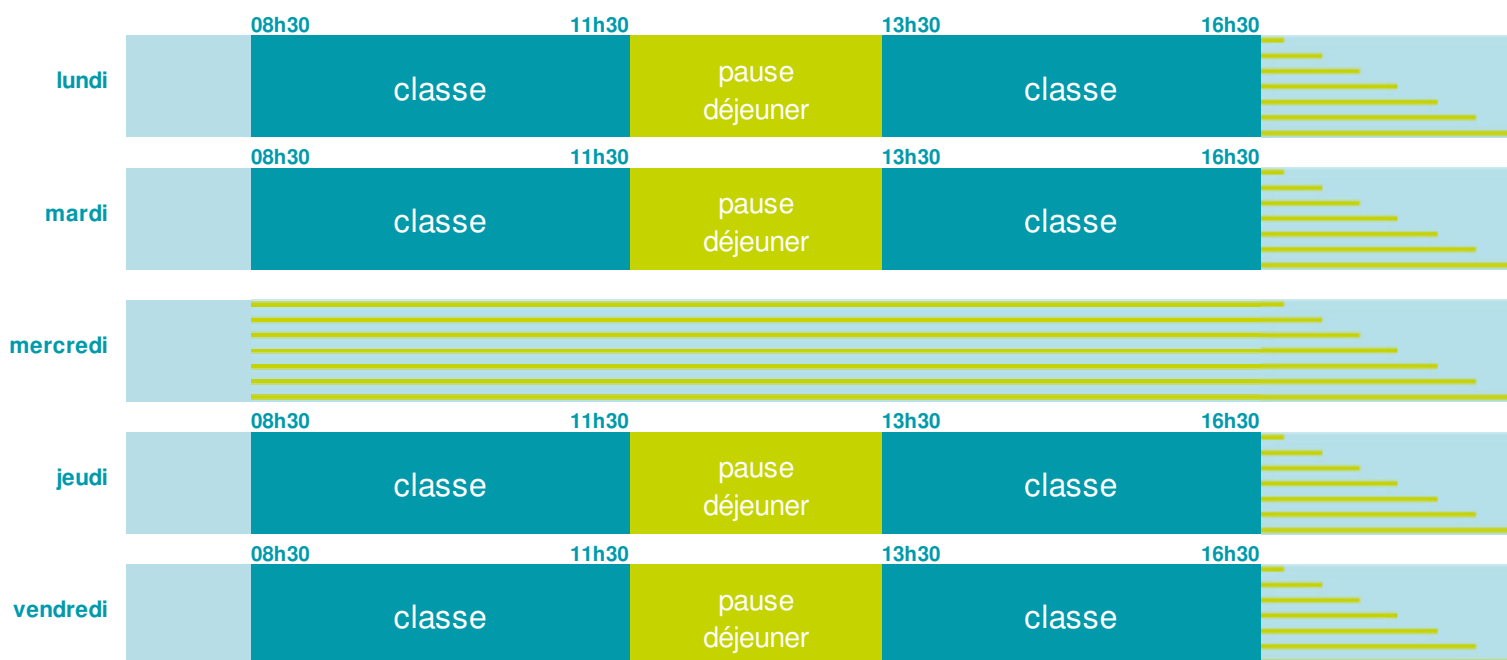 08h30 11h30 13h30 16h30
lundi
classe
pause
déjeuner
classe
08h30 11h30 13h30 16h30
mardi
classe
pause
déjeuner
classe
mercredi
08h30 11h30 13h30 16h30
jeudi
classe
pause
déjeuner
classe
08h30 11h30 13h30 16h30
vendredi
classe
pause
déjeuner
classe